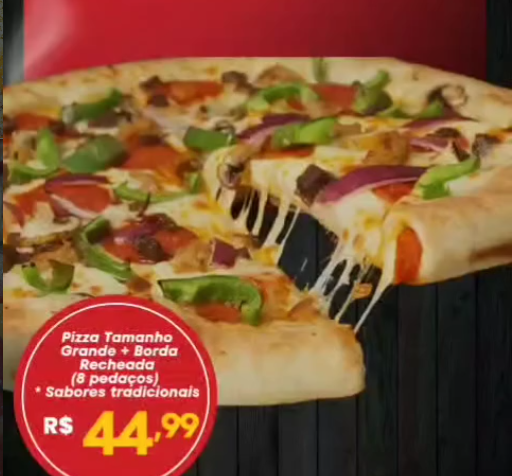 Pizza Tamanho
Grande + Borda
Recheada
(8 pedaços)
* Sabores tradicionais
R$ 44,99